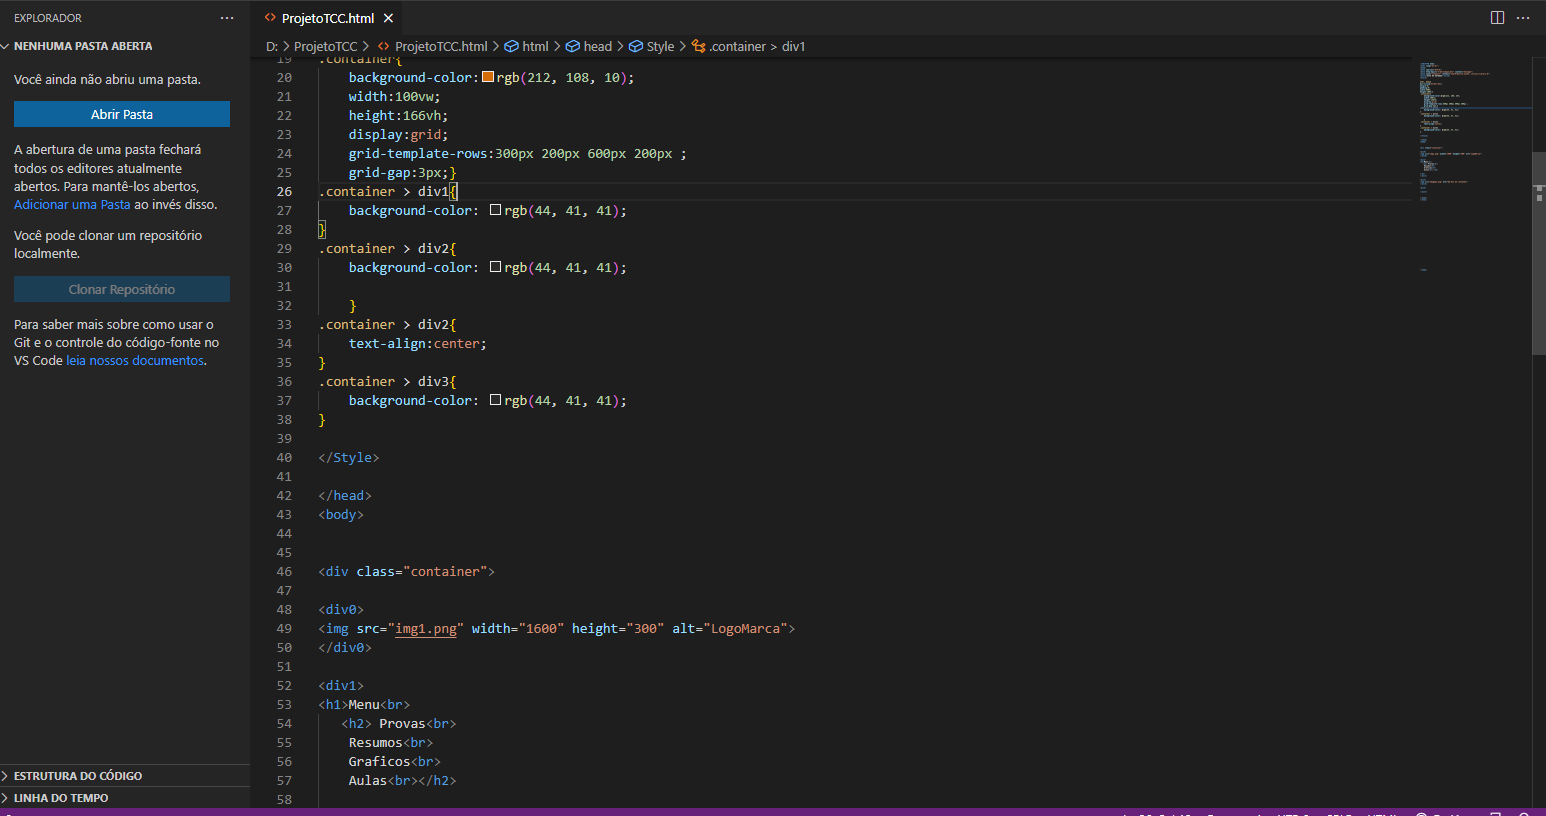 EXPLORADOR
NENHUMA PASTA ABERTA
Você ainda não abriu uma pasta.
Abrir Pasta
A abertura de uma pasta fechará
todos os editores atualmente
abertos. Para mantê-los abertos,
Adicionar uma Pasta ao invés disso.
Você pode clonar um repositório
localmente.
Clonar Repositório
Para saber mais sobre como usar o
Git e o controle do código-fonte no
VS Code leia nossos documentos.
ESTRUTURA DO CÓDIGO
LINHA DO TEMPO
<> ProjetoTCC.html ×
D: > ProjetoTCC > <> ProjetoTCC.html > html > head > Style > .container > div1
19 .container{
20 background-color: rgb(212, 108, 10);
21 width:100vw;
22 height:166vh;
23 display:grid;
24 grid-template-rows:300px 200px 600px 200px ;
25 grid-gap:3px;}
26 .container > div1{
27 background-color: rgb(44, 41, 41);
28 }
29 .container > div2{
30 background-color: rgb(44, 41, 41);
31
32 }
33 .container > div2{
34 text-align:center;
35 }
36 .container > div3{
37 background-color: rgb(44, 41, 41);
38 }
39
40 </Style>
41
42 </head>
43 <body>
44
45
46 <div class="container">
47
48 <div0>
49 <img src="img1.png" width="1600" height="300" alt="LogoMarca">
50 </div0>
51
52 <div1>
53 <h1>Menu<br>
54 <h2> Provas<br>
55 Resumos<br>
56 Graficos<br>
57 Aulas<br></h2>
58